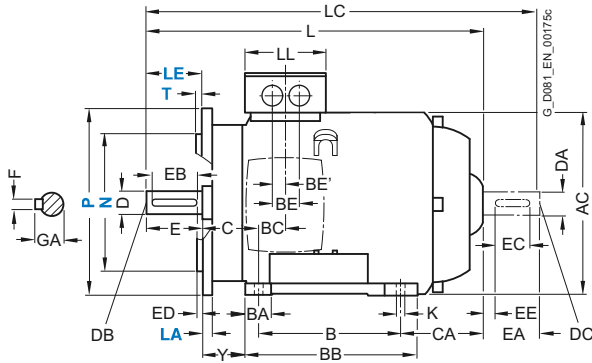 LC
L
LL
LE
T
G_D081_EN_00175c
F
GA
P
N
D
EB
E
C
BE'
BE
BC
DA
AC
EC
DB
ED
LA
BA
K
B
CA
EE
EA
DC
Y
BB